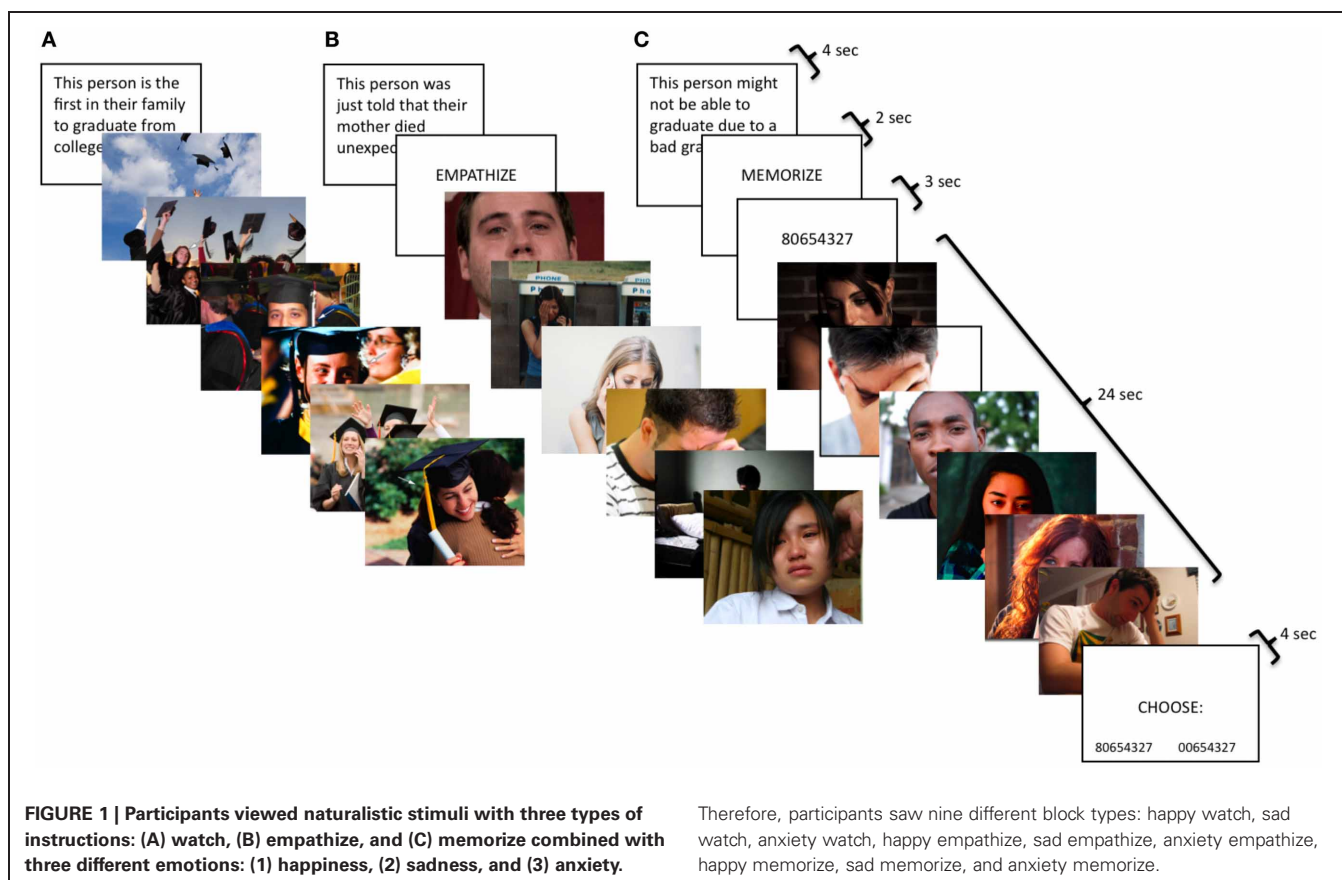 A
This person is the
first in their family
to graduate from
college
B
This person was
just told that their
mother died
EMPATHIZE
C
This person might
not be able to
graduate due to a
bad
MEMORIZE
80654327
4 sec
2 sec
3 sec
PHONE
Phone
PHONE
Pho
24 sec
4 sec
CHOOSE:
80654327 00654327
FIGURE 1 | Participants viewed naturalistic stimuli with three types of
instructions: (A) watch, (B) empathize, and (C) memorize combined with
three different emotions: (1) happiness, (2) sadness, and (3) anxiety.
Therefore, participants saw nine different block types: happy watch, sad
watch, anxiety watch, happy empathize, sad empathize, anxiety empathize,
happy memorize, sad memorize, and anxiety memorize.